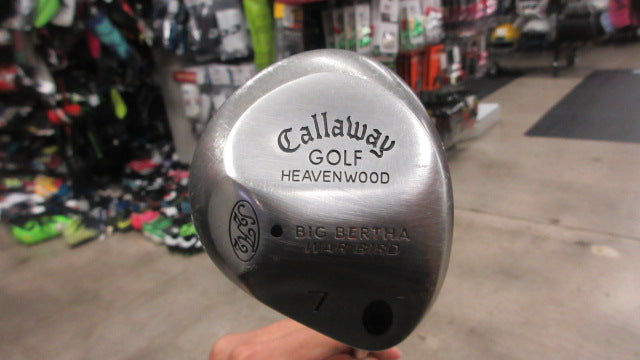 Callaway
GOLF
HEAVENWOOD
BIG BERTHA
WAR BIRD
7